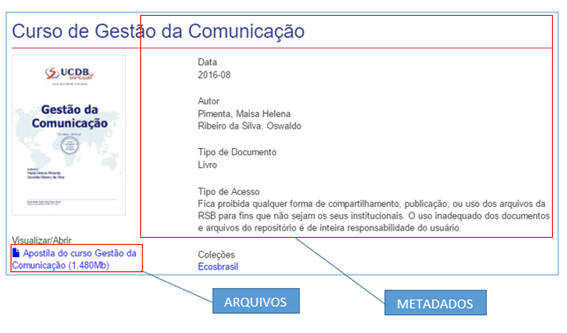 Curso de Gestão da Comunicação
UCDB
Gestão da
Comunicação
Visualizar/Abrir
Apostila do curso Gestão da
Comunicação (1.480Mb)
Data
2016-08
Autor
Pimenta, Maisa Helena
Ribeiro da Silva, Oswaldo
Tipo de Documento
Livro
Tipo de Acesso
Fica proibida qualquer forma de compartilhamento, publicação, ou uso dos arquivos da
RSB para fins que não sejam os seus institucionais. O uso inadequado dos documentos
e arquivos do repositório é de inteira responsabilidade do usuário.
Coleções
Ecosbrasil
ARQUIVOS
METADADOS